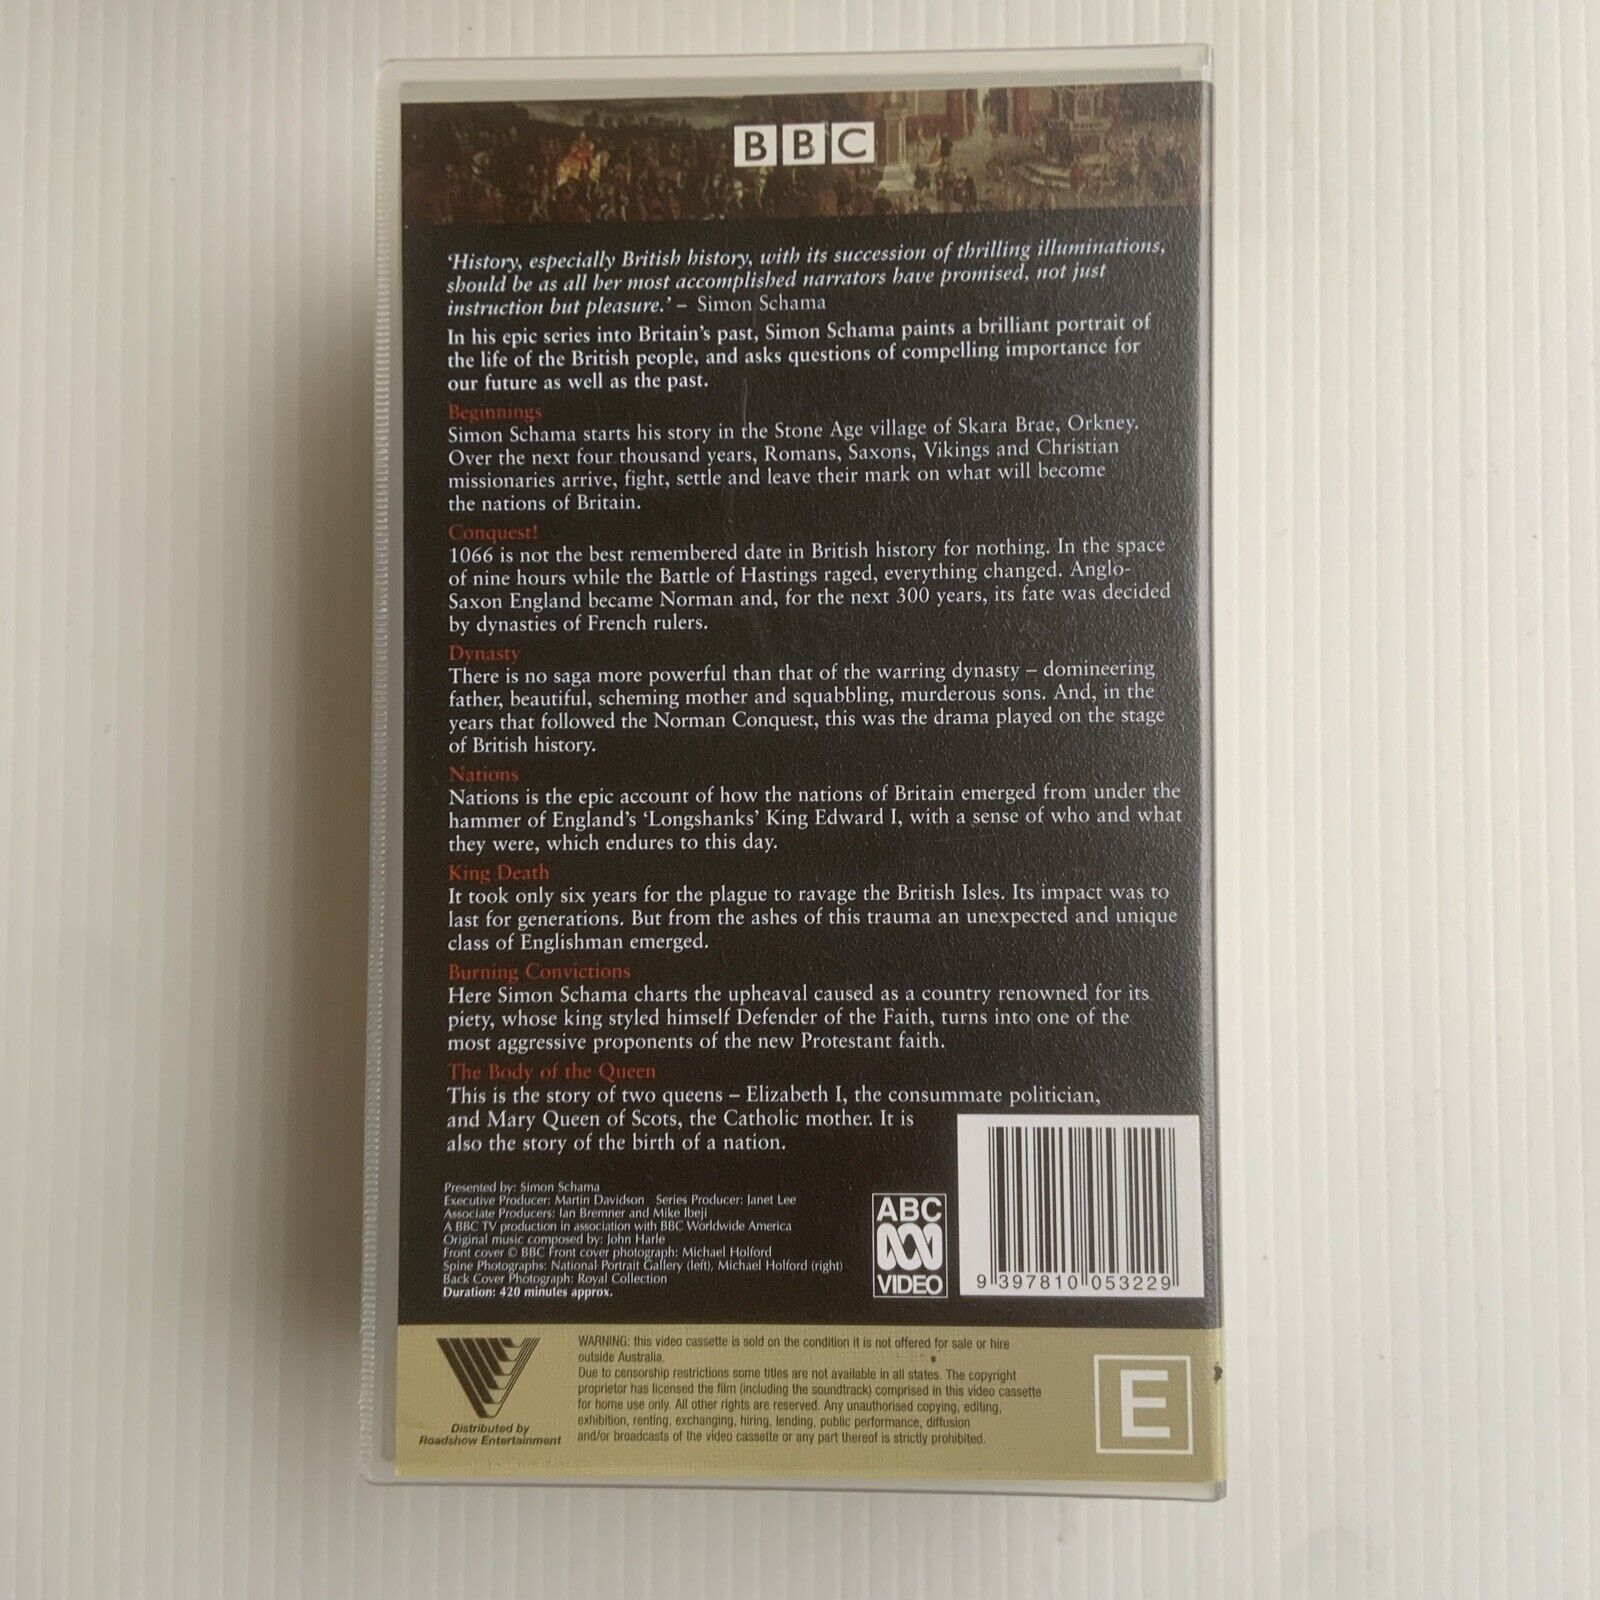 BBC
'History, especially British history, with its succession of thrilling illuminations,
should be as all her most accomplished narrators have promised, not just
instruction but pleasure.' – Simon Schama
In his epic series into Britain's past, Simon Schama paints a brilliant portrait of
the life of the British people, and asks questions of compelling importance for
our future as well as the past.
Beginnings
Simon Schama starts his story in the Stone Age village of Skara Brae, Orkney.
Over the next four thousand years, Romans, Saxons, Vikings and Christian
missionaries arrive, fight, settle and leave their mark on what will become
the nations of Britain.
Conquest!
1066 is not the best remembered date in British history for nothing. In the space
of nine hours while the Battle of Hastings raged, everything changed. Anglo-
Saxon England became Norman and, for the next 300 years, its fate was decided
by dynasties of French rulers.
Dynasty
There is no saga more powerful than that of the warring dynasty – domineering
father, beautiful, scheming mother and squabbling, murderous sons. And, in the
years that followed the Norman Conquest, this was the drama played on the stage
of British history.
Nations
Nations is the epic account of how the nations of Britain emerged from under the
hammer of England's 'Longshanks' King Edward I, with a sense of who and what
they were, which endures to this day.
King Death
It took only six years for the plague to ravage the British Isles. Its impact was to
last for generations. But from the ashes of this trauma an unexpected and unique
class of Englishman emerged.
Burning Convictions
Here Simon Schama charts the upheaval caused as a country renowned for its
piety, whose king styled himself Defender of the Faith, turns into one of the
most aggressive proponents of the new Protestant faith.
The Body of the Queen
This is the story of two queens – Elizabeth I, the consummate politician,
and Mary Queen of Scots, the Catholic mother. It is
also the story of the birth of a nation.
Presented by: Simon Schama
Executive Producer: Martin Davidson Series Producer: Janet Lee
Associate Producers: Ian Bremner and Mike Ibeji
A BBC TV production in association with BBC Worldwide America
Original music composed by: John Harle
Front cover © BBC Front cover photograph: Michael Holford
Spine Photographs: National Portrait Gallery (left), Michael Holford (right)
Back Cover Photograph: Royal Collection
Duration: 420 minutes approx.
ABC
VIDEO
9 397810 053229
Distributed by
Roadshow Entertainment
WARNING: this video cassette is sold on the condition it is not offered for sale or hire
outside Australia.
Due to censorship restrictions some titles are not available in all states. The copyright
proprietor has licensed the film (including the soundtrack) comprised in this video cassette
for home use only. All other rights are reserved. Any unauthorised copying, editing,
exhibition, renting, exchanging, hiring, lending, public performance, diffusion
and/or broadcasts of the video cassette or any part thereof is strictly prohibited.
E